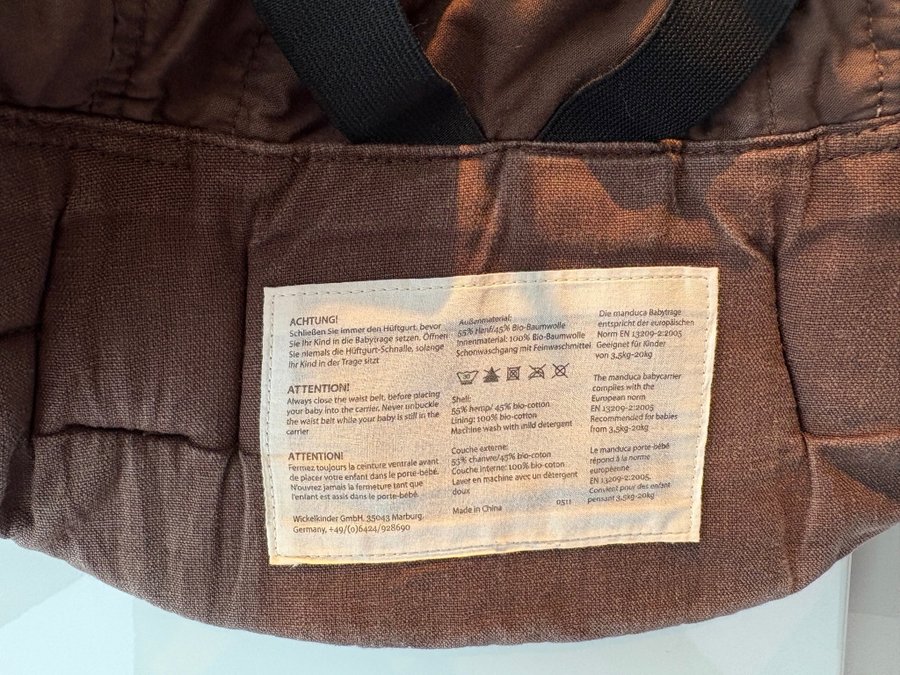 ACHTUNG!
Schließen Sie immer den Hüftgurt, bevor
Sie Ihr Kind in die Babytrage setzen. Öffnen
Sie niemals die Hüftgurt-Schnalle, solange
Ihr Kind in der Trage sitzt
ATTENTION!
Always close the waist belt, before placing
your baby into the carrier. Never unbuckle
the waist belt while your baby is still in the
carrier
ATTENTION!
Fermez toujours la ceinture ventrale avant
de placer votre enfant dans le porte-bébé.
N'ouvrez jamais la fermeture tant que
l'enfant est assis dans le porte-bébé.
Wickelkinder GmbH, 35043 Marburg,
Germany, +49/(0)6424/928690
Außenmaterial:
55% Hanf/45% Bio-Baumwolle
Innenmaterial: 100% Bio-Baumwolle
Schonwaschgang mit Feinwaschmittel
Shell:
55% hemp/ 45% bio-cotton
Lining: 100% bio-cotton
Machine wash with mild detergent
Couche externe:
55% chanvre/45% bio-coton
Couche interne: 100% bio-coton
Laver en machine avec un détergent
doux
Made in China 0511
Die manduca Babytrage
entspricht der europäischen
Norm EN 13209-2:2005
Geeignet für Kinder
von 3,5kg-20kg
The manduca babycarrier
complies with the
European norm
EN 13209-2:2005
Recommended for babies
from 3,5kg-20kg
Le manduca porte-bébé
répond à la norme
européenne
EN 13209-2:2005.
Convient pour des enfant
pensant 3,5kg-20kg